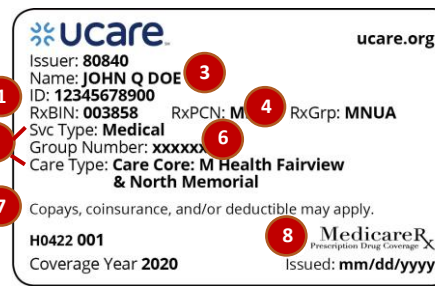 ucare ucare.org
Issuer: 80840
Name: JOHN Q DOE 3
1 ID: 12345678900
RxBIN: 003858 RxPCN: M 4 RxGrp: MNUA
Svc Type: Medical
Group Number: xxxxxx 6
Care Type: Care Core: M Health Fairview
& North Memorial
7 Copays, coinsurance, and/or deductible may apply.
H0422 001 8 MedicareRx
Prescription Drug Coverage
Coverage Year 2020 Issued: mm/dd/yyyy